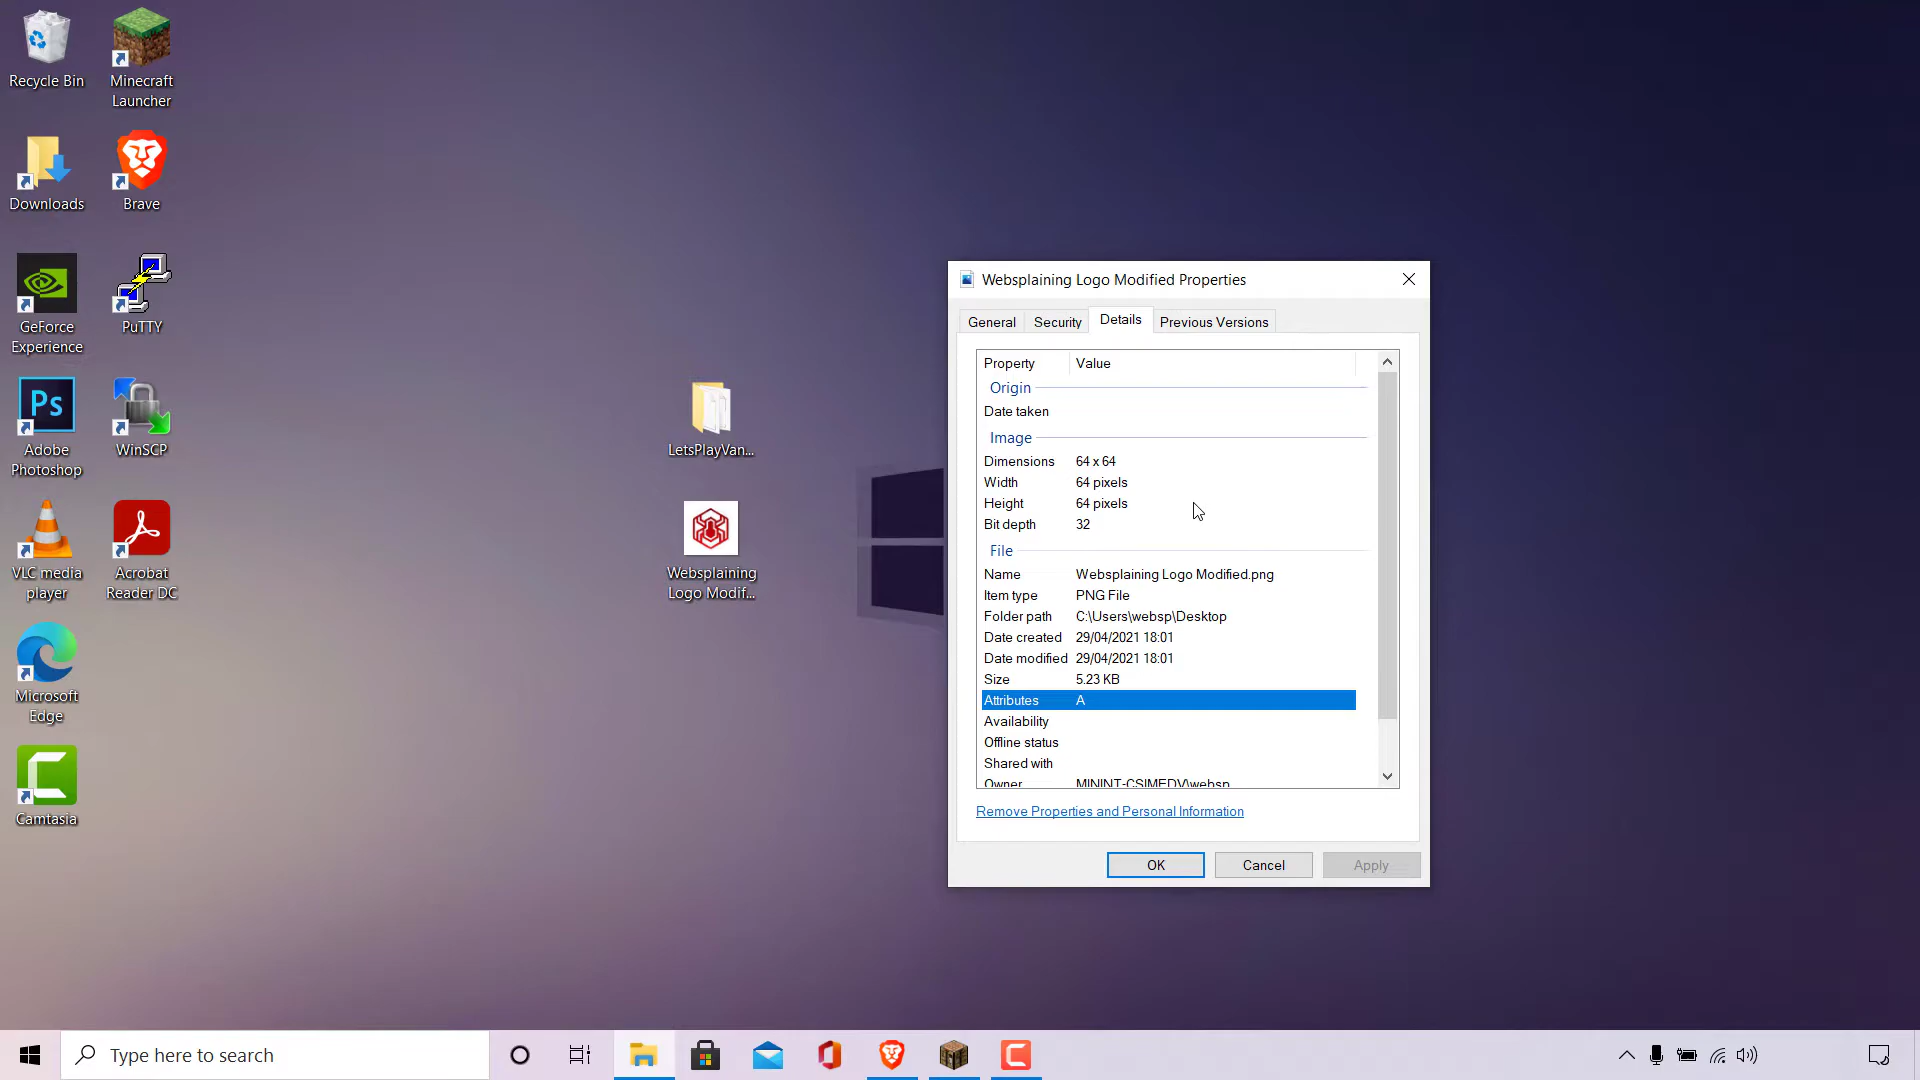 Recycle Bin
Minecraft
Launcher
Downloads
Brave
GeForce
Experience
PuTTY
Ps
Adobe
Photoshop
WinSCP
VLC media
player
Acrobat
Reader DC
Microsoft
Edge
Camtasia
LetsPlayVan...
Websplaining
Logo Modif...
Websplaining Logo Modified Properties
General
Security
Details
Previous Versions
Property Value
Origin
Date taken
Image
Dimensions 64 x 64
Width 64 pixels
Height 64 pixels
Bit depth 32
File
Name Websplaining Logo Modified.png
Item type PNG File
Folder path C:\Users\websp\Desktop
Date created 29/04/2021 18:01
Date modified 29/04/2021 18:01
Size 5.23 KB
Attributes A
Availability
Offline status
Shared with
Owner MININT-CSIMEDV\websp
Remove Properties and Personal Information
OK
Cancel
Apply
Type here to search